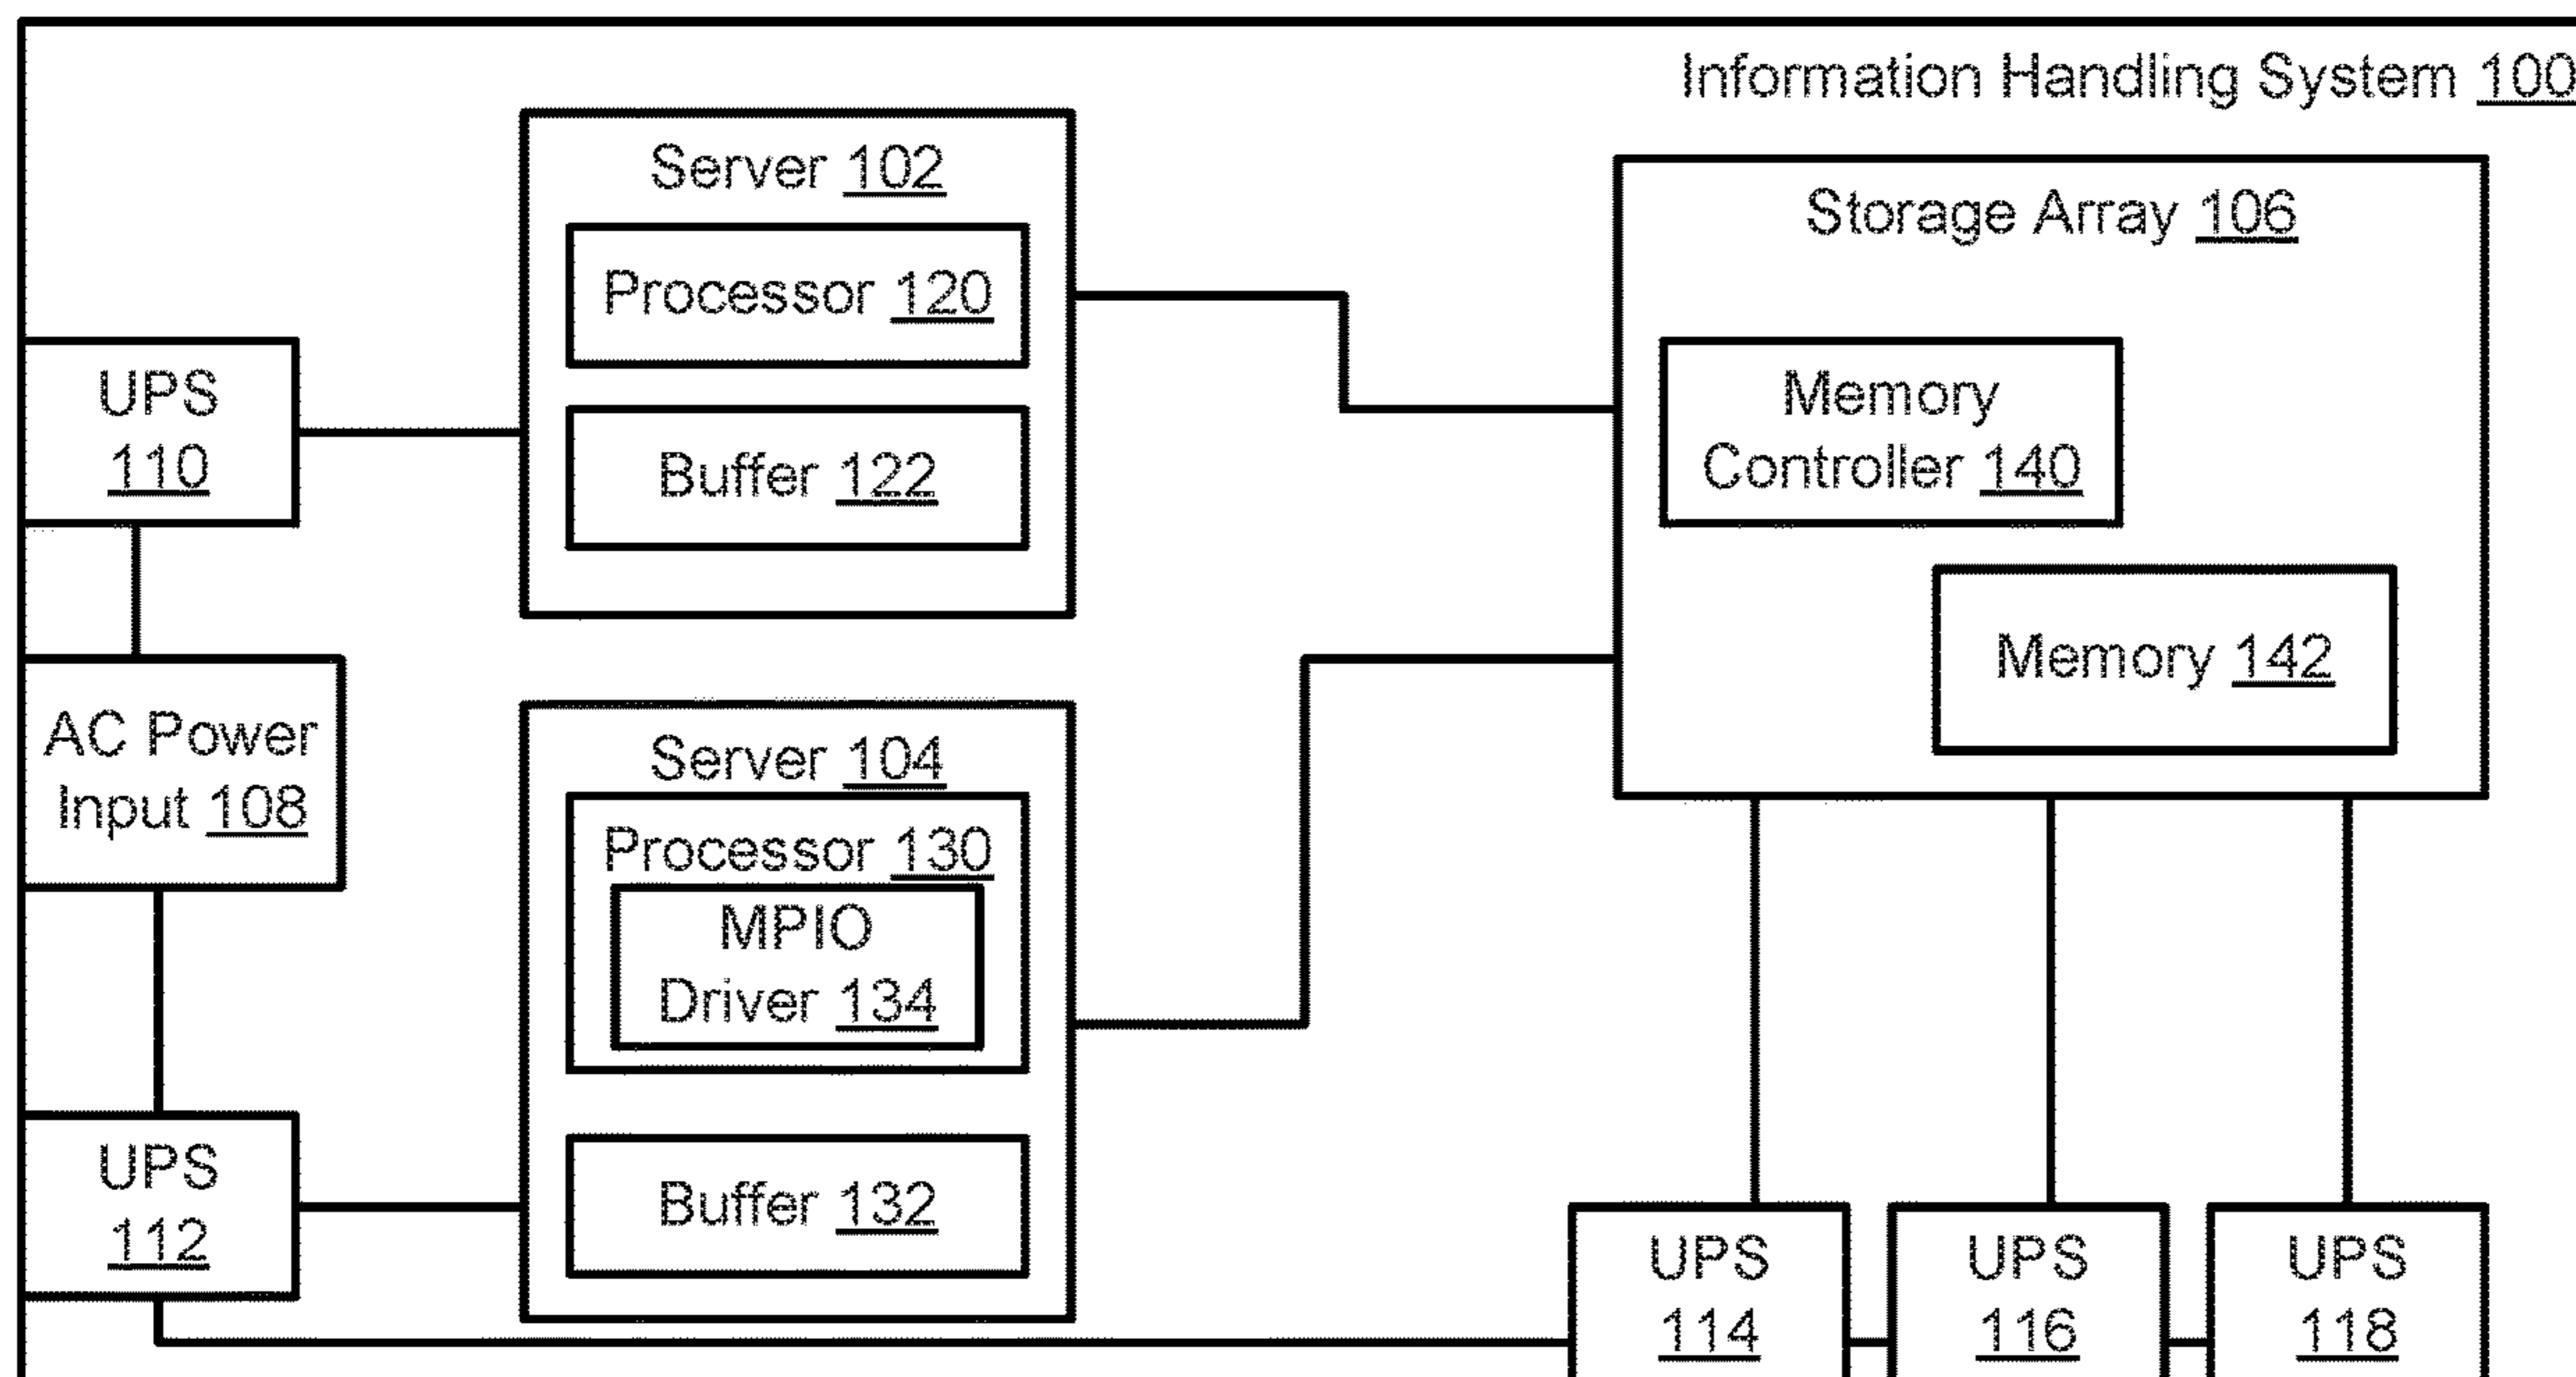 Information Handling System 100
Server 102
Processor 120
Buffer 122
Storage Array 106
Memory
Controller 140
Memory 142
UPS
110
AC Power
Input 108
Server 104
Processor 130
MPIO
Driver 134
Buffer 132
UPS
112
UPS
114
UPS
116
UPS
118